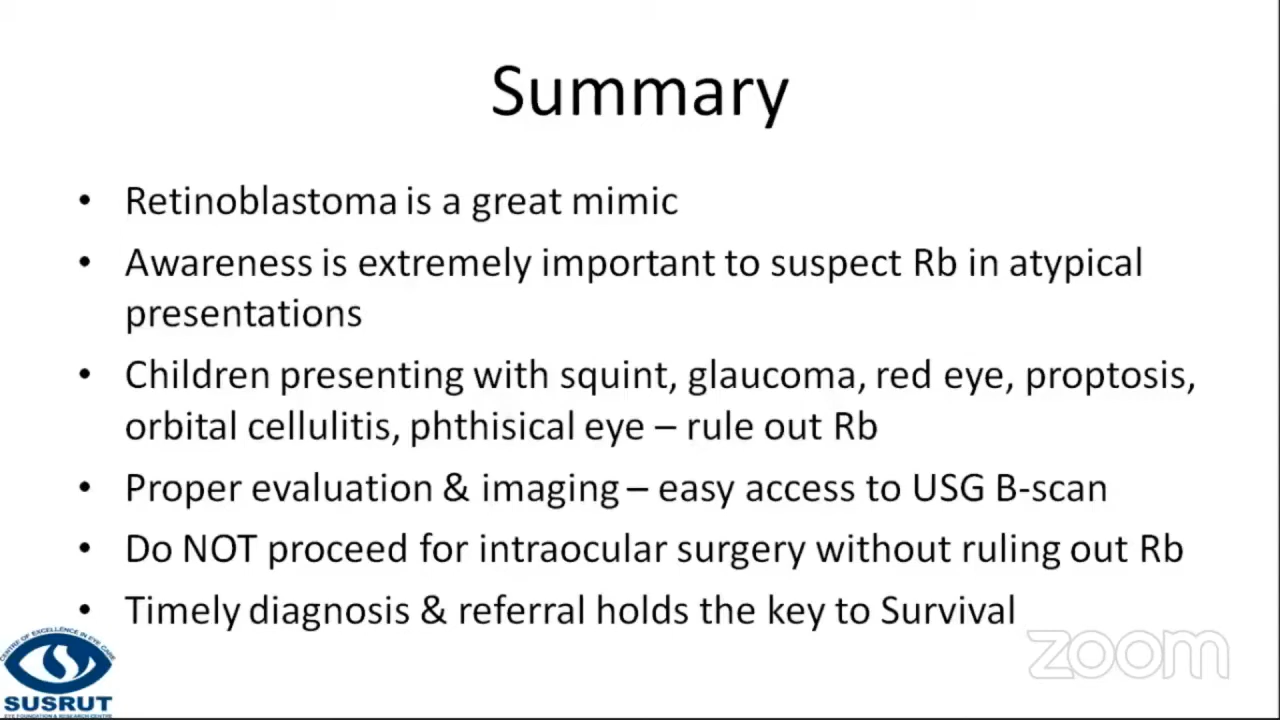 Summary
• Retinoblastoma is a great mimic
• Awareness is extremely important to suspect Rb in atypical
presentations
• Children presenting with squint, glaucoma, red eye, proptosis,
orbital cellulitis, phthisical eye – rule out Rb
• Proper evaluation & imaging – easy access to USG B-scan
• Do NOT proceed for intraocular surgery without ruling out Rb
• Timely diagnosis & referral holds the key to Survival
CENTRE OF EXCELLENCE IN EYE CARE
SUSRUT
EYE FOUNDATION & RESEARCH CENTRE
zoom